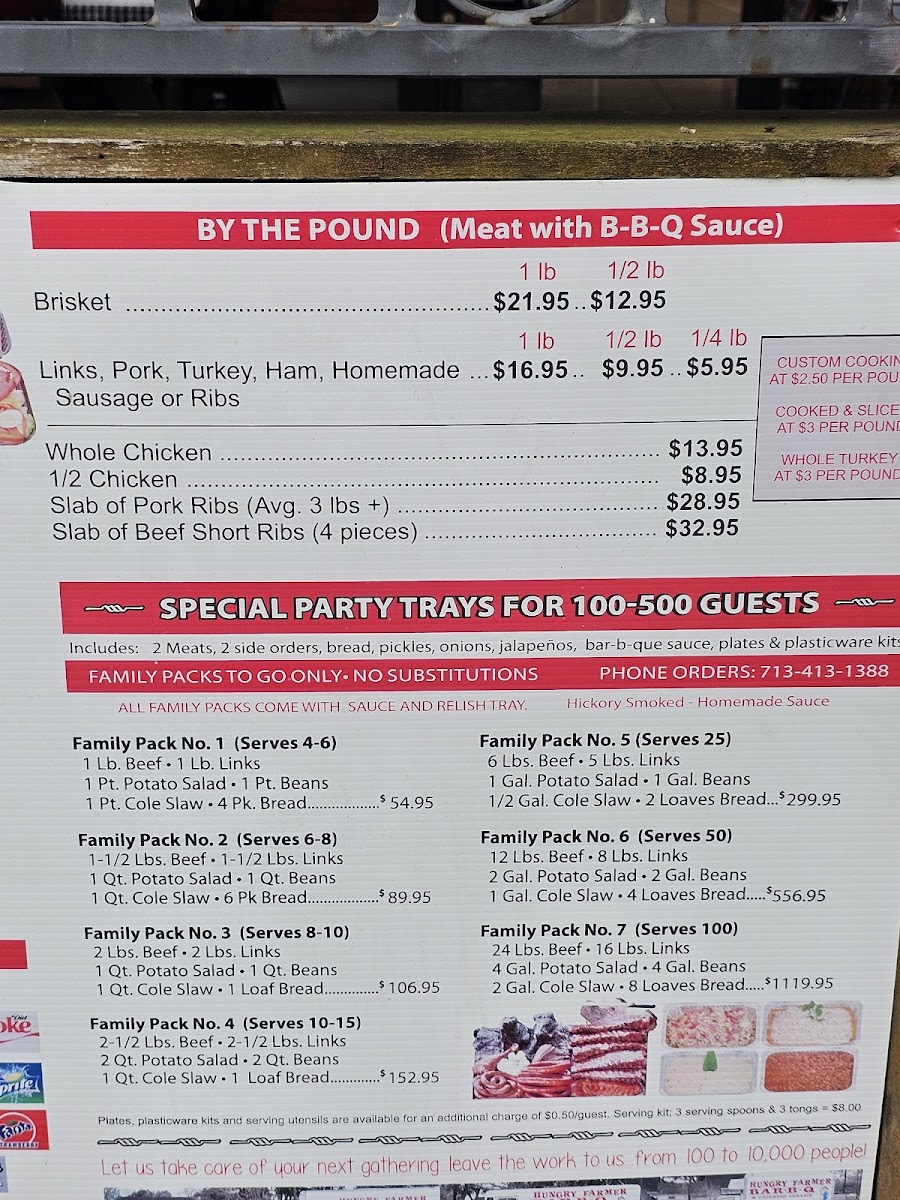 BY THE POUND (Meat with B-B-Q Sauce)
1 lb 1/2 lb
Brisket ........ $21.95..$12.95
1 lb 1/2 lb 1/4 lb
Links, Pork, Turkey, Ham, Homemade ...$16.95.. $9.95..$5.95
Sausage or Ribs
Whole Chicken ........ $13.95
1/2 Chicken ........ $8.95
Slab of Pork Ribs (Avg. 3 lbs +) ........ $28.95
Slab of Beef Short Ribs (4 pieces) ........ $32.95
CUSTOM COOKIN
AT $2.50 PER POU
COOKED & SLICE
AT $3 PER POUND
WHOLE TURKEY
AT $3 PER POUND
SPECIAL PARTY TRAYS FOR 100-500 GUESTS
Includes: 2 Meats, 2 side orders, bread, pickles, onions, jalapeños, bar-b-que sauce, plates & plasticware kits
FAMILY PACKS TO GO ONLY• NO SUBSTITUTIONS PHONE ORDERS: 713-413-1388
ALL FAMILY PACKS COME WITH SAUCE AND RELISH TRAY. Hickory Smoked - Homemade Sauce
Family Pack No. 1 (Serves 4-6)
1 Lb. Beef • 1 Lb. Links
1 Pt. Potato Salad • 1 Pt. Beans
1 Pt. Cole Slaw • 4 Pk. Bread........$ 54.95
Family Pack No. 2 (Serves 6-8)
1-1/2 Lbs. Beef • 1-1/2 Lbs. Links
1 Qt. Potato Salad • 1 Qt. Beans
1 Qt. Cole Slaw • 6 Pk Bread........$ 89.95
Family Pack No. 3 (Serves 8-10)
2 Lbs. Beef • 2 Lbs. Links
1 Qt. Potato Salad • 1 Qt. Beans
1 Qt. Cole Slaw • 1 Loaf Bread........$ 106.95
Family Pack No. 4 (Serves 10-15)
2-1/2 Lbs. Beef • 2-1/2 Lbs. Links
2 Qt. Potato Salad • 2 Qt. Beans
1 Qt. Cole Slaw • 1 Loaf Bread........$ 152.95
Family Pack No. 5 (Serves 25)
6 Lbs. Beef • 5 Lbs. Links
1 Gal. Potato Salad • 1 Gal. Beans
1/2 Gal. Cole Slaw • 2 Loaves Bread...$299.95
Family Pack No. 6 (Serves 50)
12 Lbs. Beef • 8 Lbs. Links
2 Gal. Potato Salad • 2 Gal. Beans
1 Gal. Cole Slaw • 4 Loaves Bread.....$556.95
Family Pack No. 7 (Serves 100)
24 Lbs. Beef • 16 Lbs. Links
4 Gal. Potato Salad • 4 Gal. Beans
2 Gal. Cole Slaw • 8 Loaves Bread.....$1119.95
Diet
oke
Sprite
Fanta
Plates, plasticware kits and serving utensils are available for an additional charge of $0.50/guest. Serving kit: 3 serving spoons & 3 tongs = $8.00
Let us take care of your next gathering leave the work to us...from 100 to 10,000 people!
HUNGRY FARMER
HUNGRY FARMER
BAR-B-Q